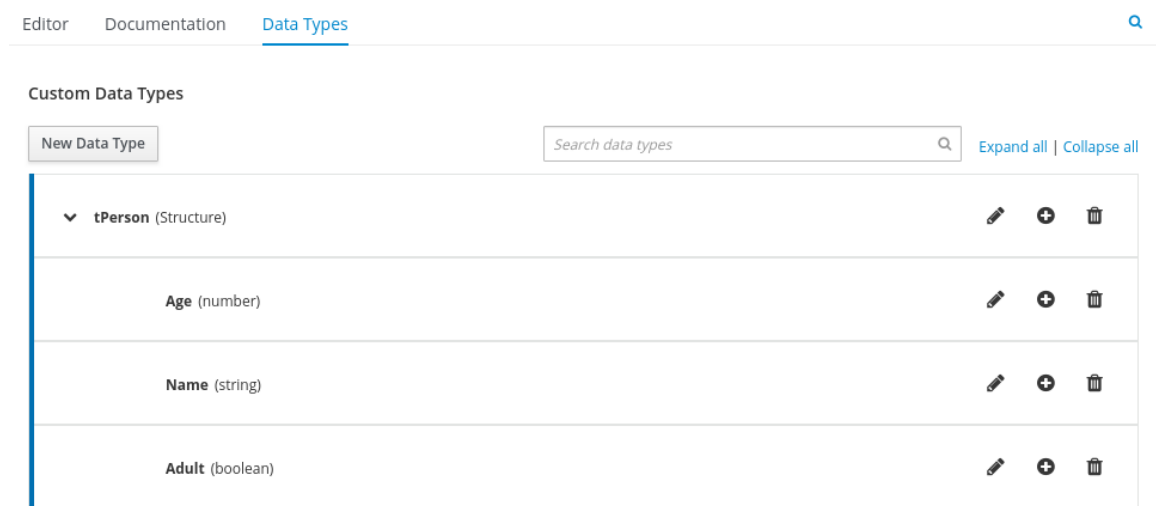 Editor Documentation Data Types
Custom Data Types
New Data Type Search data types Expand all | Collapse all
tPerson (Structure)
Age (number)
Name (string)
Adult (boolean)